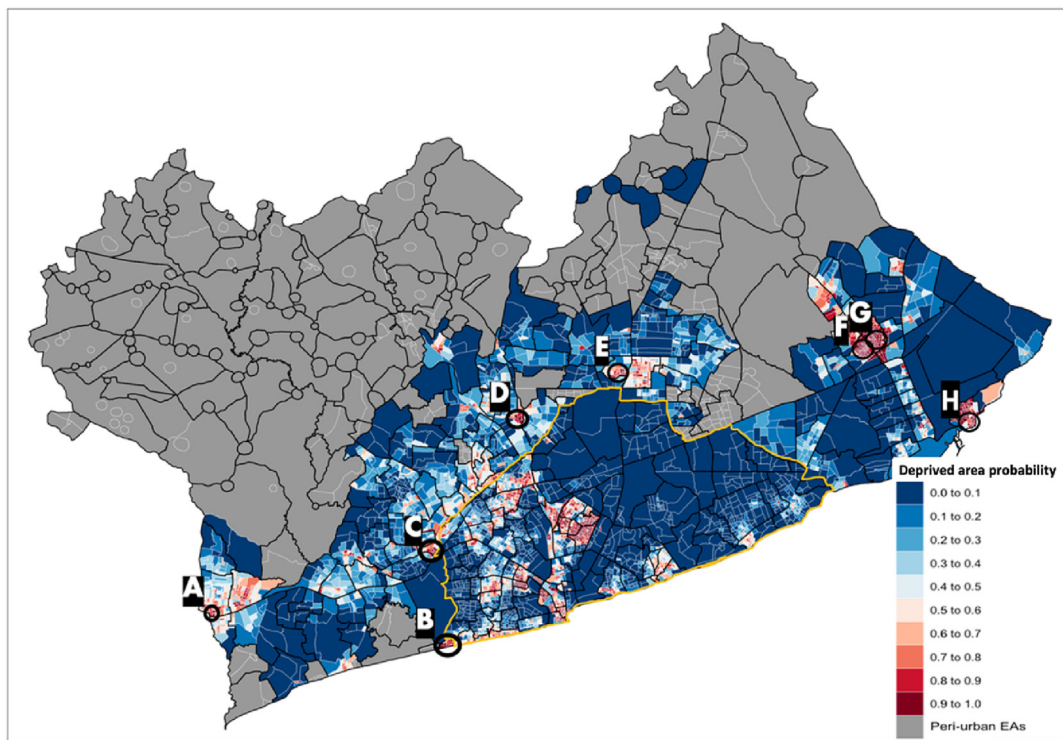 G
F
E
H
D
C
A
B
Deprived area probability
0.0 to 0.1
0.1 to 0.2
0.2 to 0.3
0.3 to 0.4
0.4 to 0.5
0.5 to 0.6
0.6 to 0.7
0.7 to 0.8
0.8 to 0.9
0.9 to 1.0
Peri-urban EAs